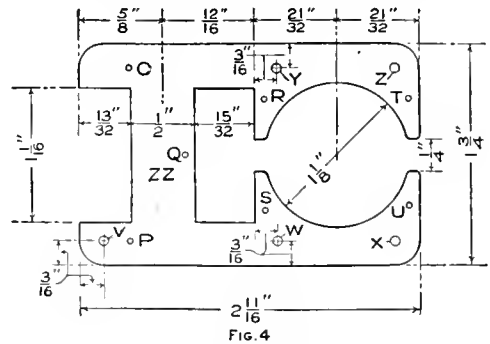 5/8" 12/16" 21/32" 21/32"
3/16"
O Y Z
R T
13/32" 1/2" 15/32"
1 1/16" Q 1 1/8" 1/4" 1 3/4"
ZZ
S U
V P 3/16" W X
3/16"
2 11/16"
FIG. 4